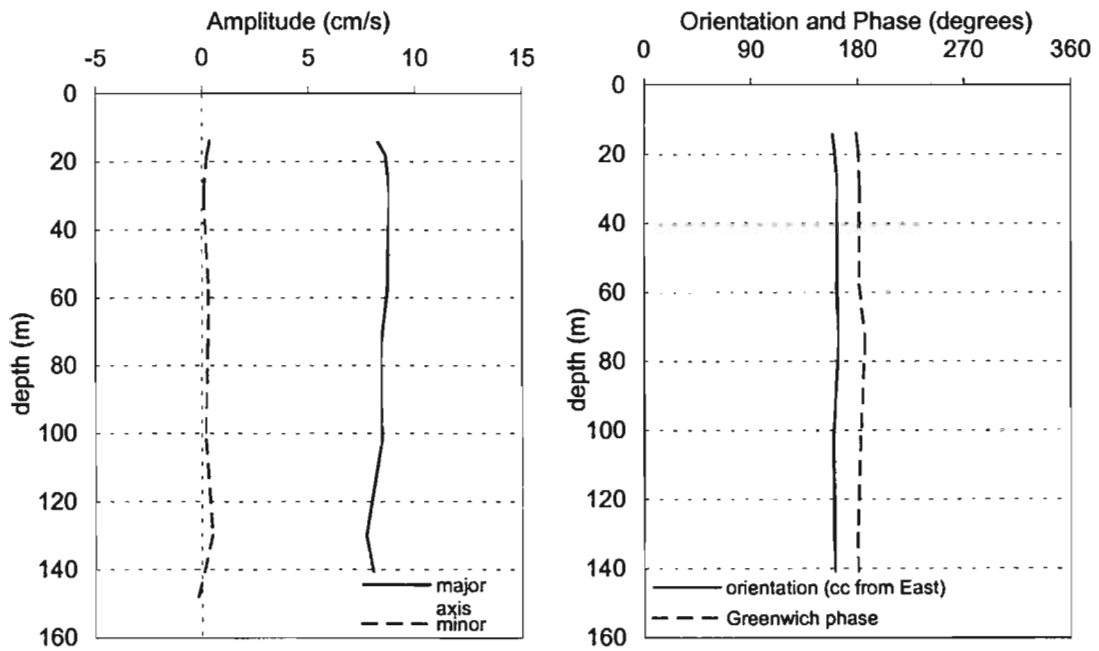 Amplitude (cm/s)
-5 0 5 10 15
0
20
40
60
80
100
120
140
160
depth (m)
major
axis
minor
Orientation and Phase (degrees)
0 90 180 270 360
0
20
40
60
80
100
120
140
160
depth (m)
orientation (cc from East)
Greenwich phase